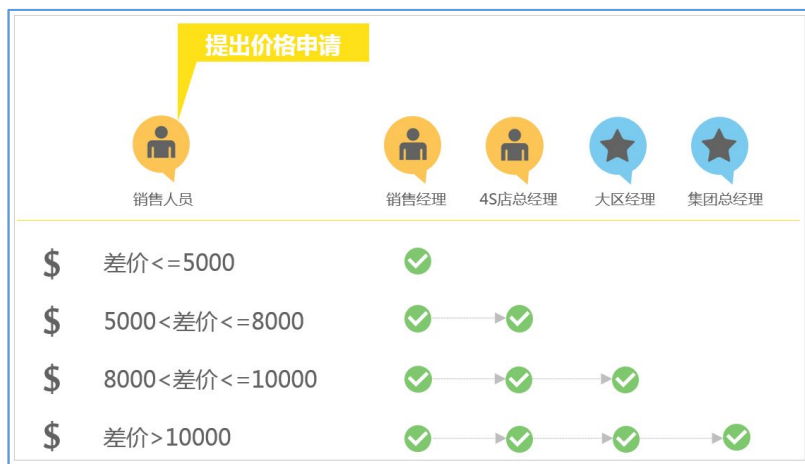 提出价格申请
销售人员
销售经理
4S店总经理
大区经理
集团总经理
$ 差价<=5000
$ 5000<差价<=8000
$ 8000<差价<=10000
$ 差价>10000